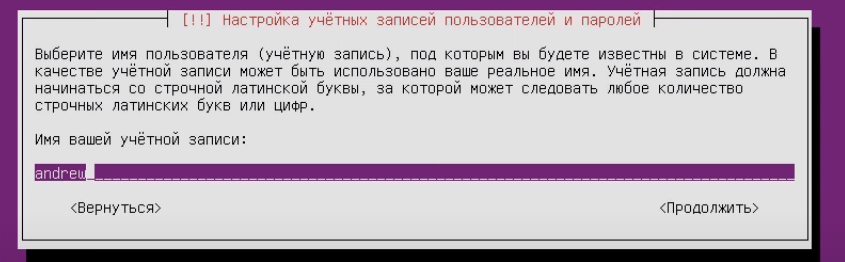 [!!] Настройка учётных записей пользователей и паролей
Выберите имя пользователя (учётную запись), под которым вы будете известны в системе. В
качестве учётной записи может быть использовано ваше реальное имя. Учётная запись должна
начинаться со строчной латинской буквы, за которой может следовать любое количество
строчных латинских букв или цифр.
Имя вашей учётной записи:
andrew
<Вернуться> <Продолжить>